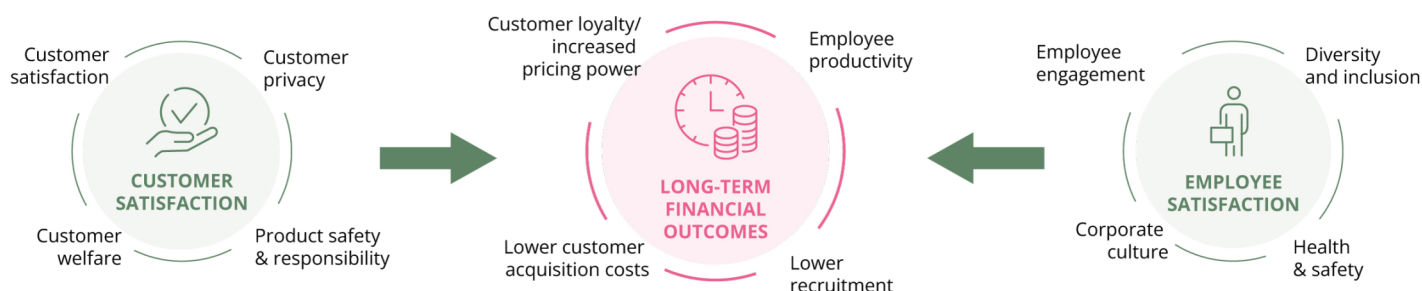 Customer
satisfaction
Customer
privacy
CUSTOMER
SATISFACTION
Customer
welfare
Product safety
& responsibility
Customer loyalty/
increased
pricing power
Employee
productivity
LONG-TERM
FINANCIAL
OUTCOMES
Lower customer
acquisition costs
Lower
recruitment
Employee
engagement
Diversity
and inclusion
EMPLOYEE
SATISFACTION
Corporate
culture
Health
& safety